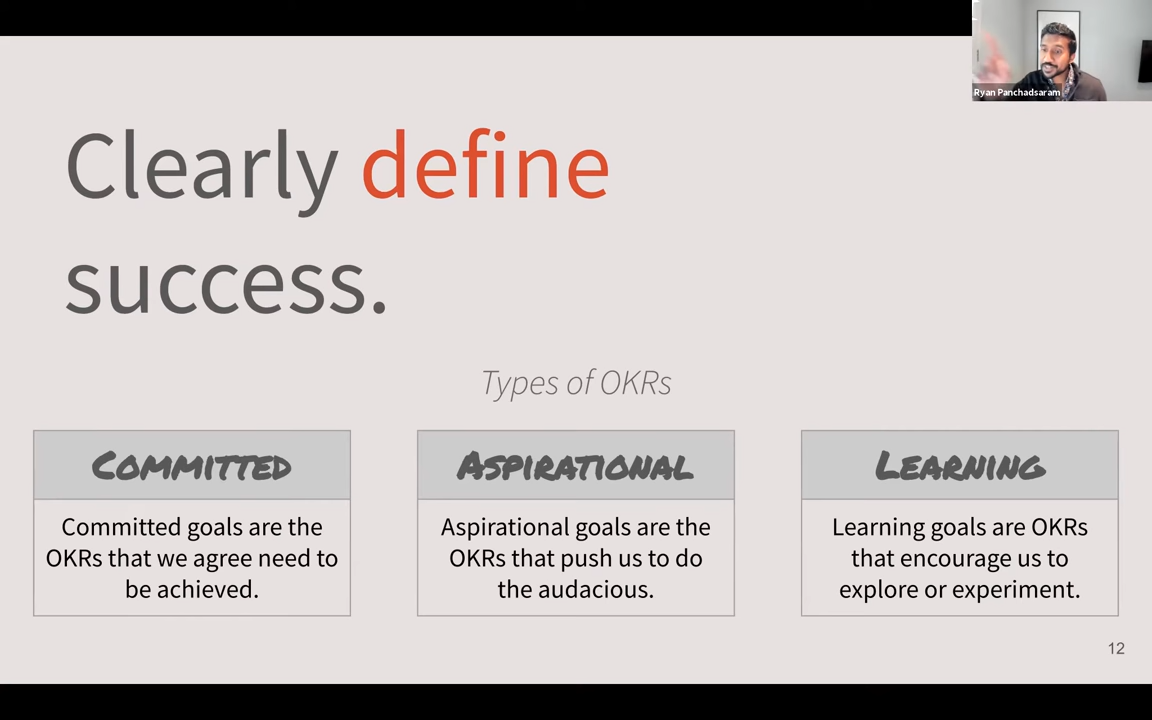 Ryan Panchadsaram
Clearly define
success.
Types of OKRs
COMMITTED
Committed goals are the
OKRs that we agree need to
be achieved.
ASPIRATIONAL
Aspirational goals are the
OKRs that push us to do
the audacious.
LEARNING
Learning goals are OKRs
that encourage us to
explore or experiment.
12